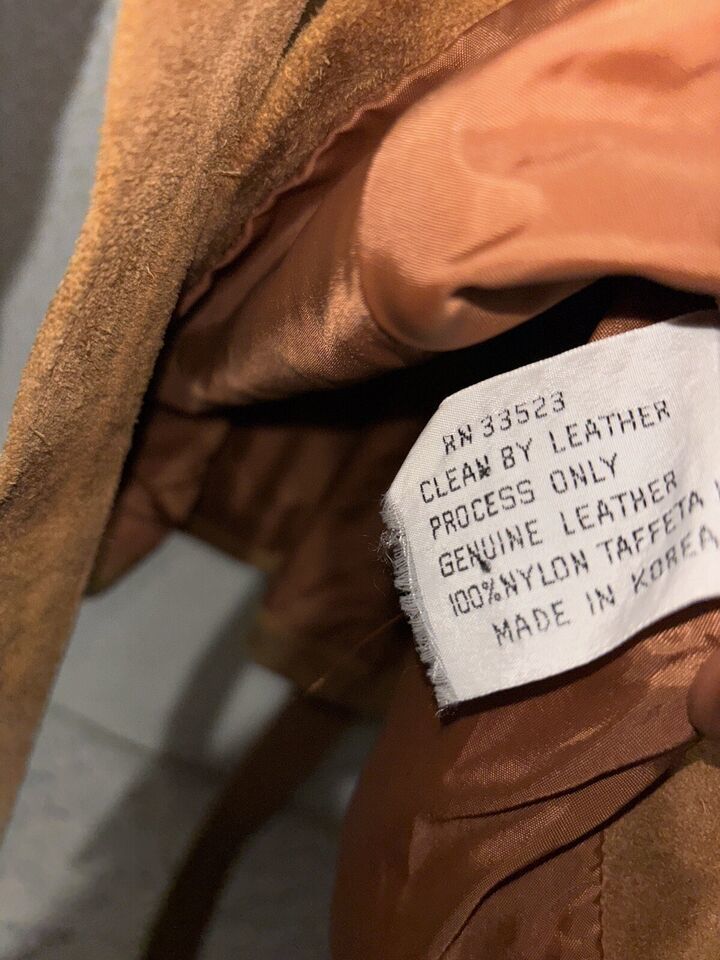 RN 33523
CLEAN BY LEATHER
PROCESS ONLY
GENUINE LEATHER
100%NYLON TAFFETA
MADE IN KOREA